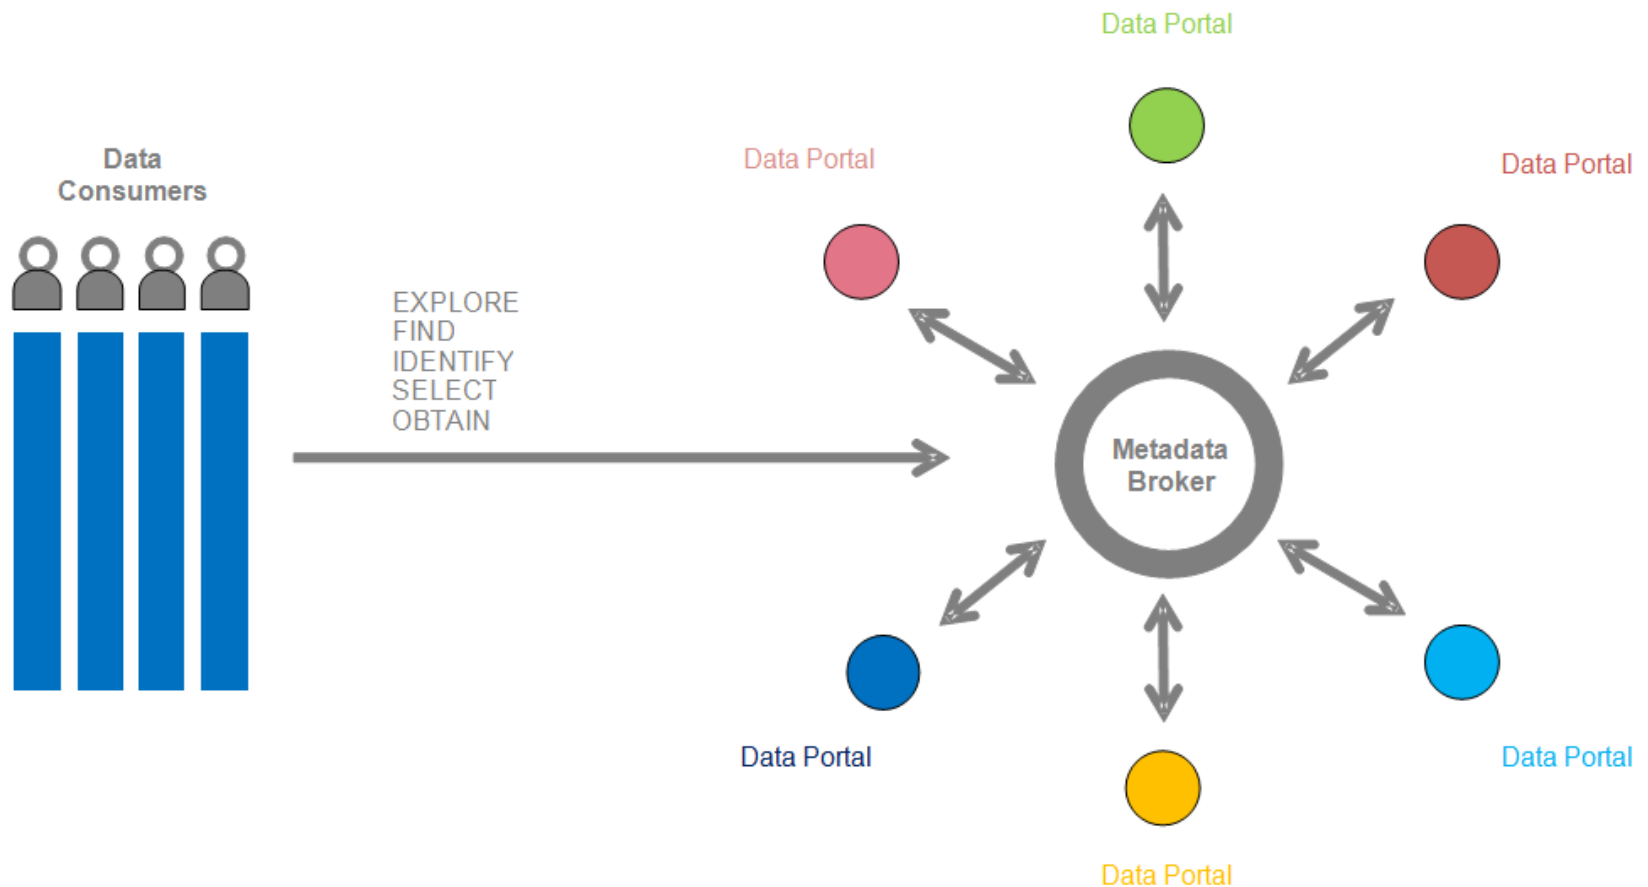 Data Portal
Data Portal
Data Portal
Data
Consumers
EXPLORE
FIND
IDENTIFY
SELECT
OBTAIN
Metadata
Broker
Data Portal
Data Portal
Data Portal